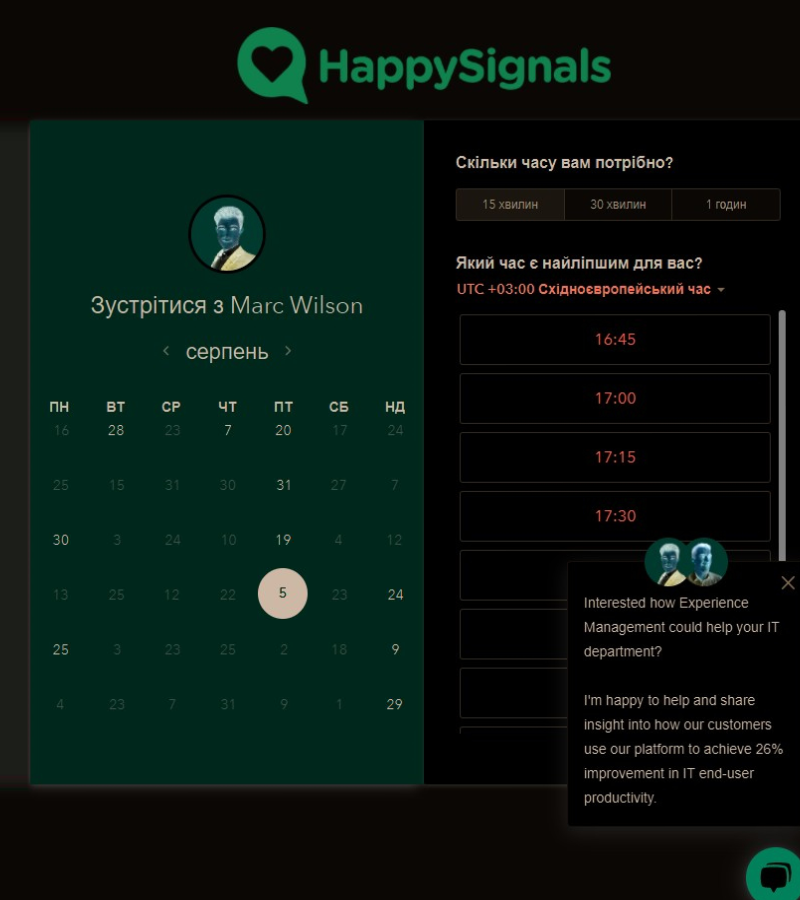 HappySignals
Зустрітися з Marc Wilson
серпень
ПН ВТ СР ЧТ ПТ СБ НД
16 28 23 7 20 17 24
25 15 31 30 31 27 7
30 3 24 10 19 4 12
13 25 12 22 5 23 24
25 3 23 25 2 18 9
4 23 7 31 9 1 29
Скільки часу вам потрібно?
15 хвилин 30 хвилин 1 годин
Який час є найліпшим для вас?
UTC +03:00 Східноєвропейський час
16:45
17:00
17:15
17:30
Interested how Experience
Management could help your IT
department?
I'm happy to help and share
insight into how our customers
use our platform to achieve 26%
improvement in IT end-user
productivity.